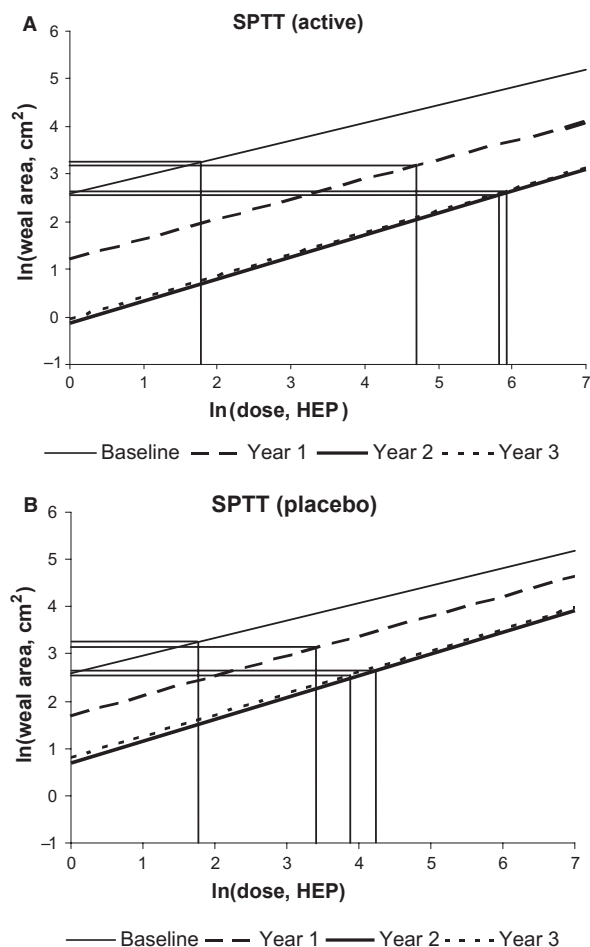 A
SPTT (active)
6
5
4
3
2
1
0
–1
ln(weal area, cm²)
0 1 2 3 4 5 6 7
ln(dose, HEP)
Baseline Year 1 Year 2 Year 3
B
SPTT (placebo)
6
5
4
3
2
1
0
–1
ln(weal area, cm²)
0 1 2 3 4 5 6 7
ln(dose, HEP)
Baseline Year 1 Year 2 Year 3